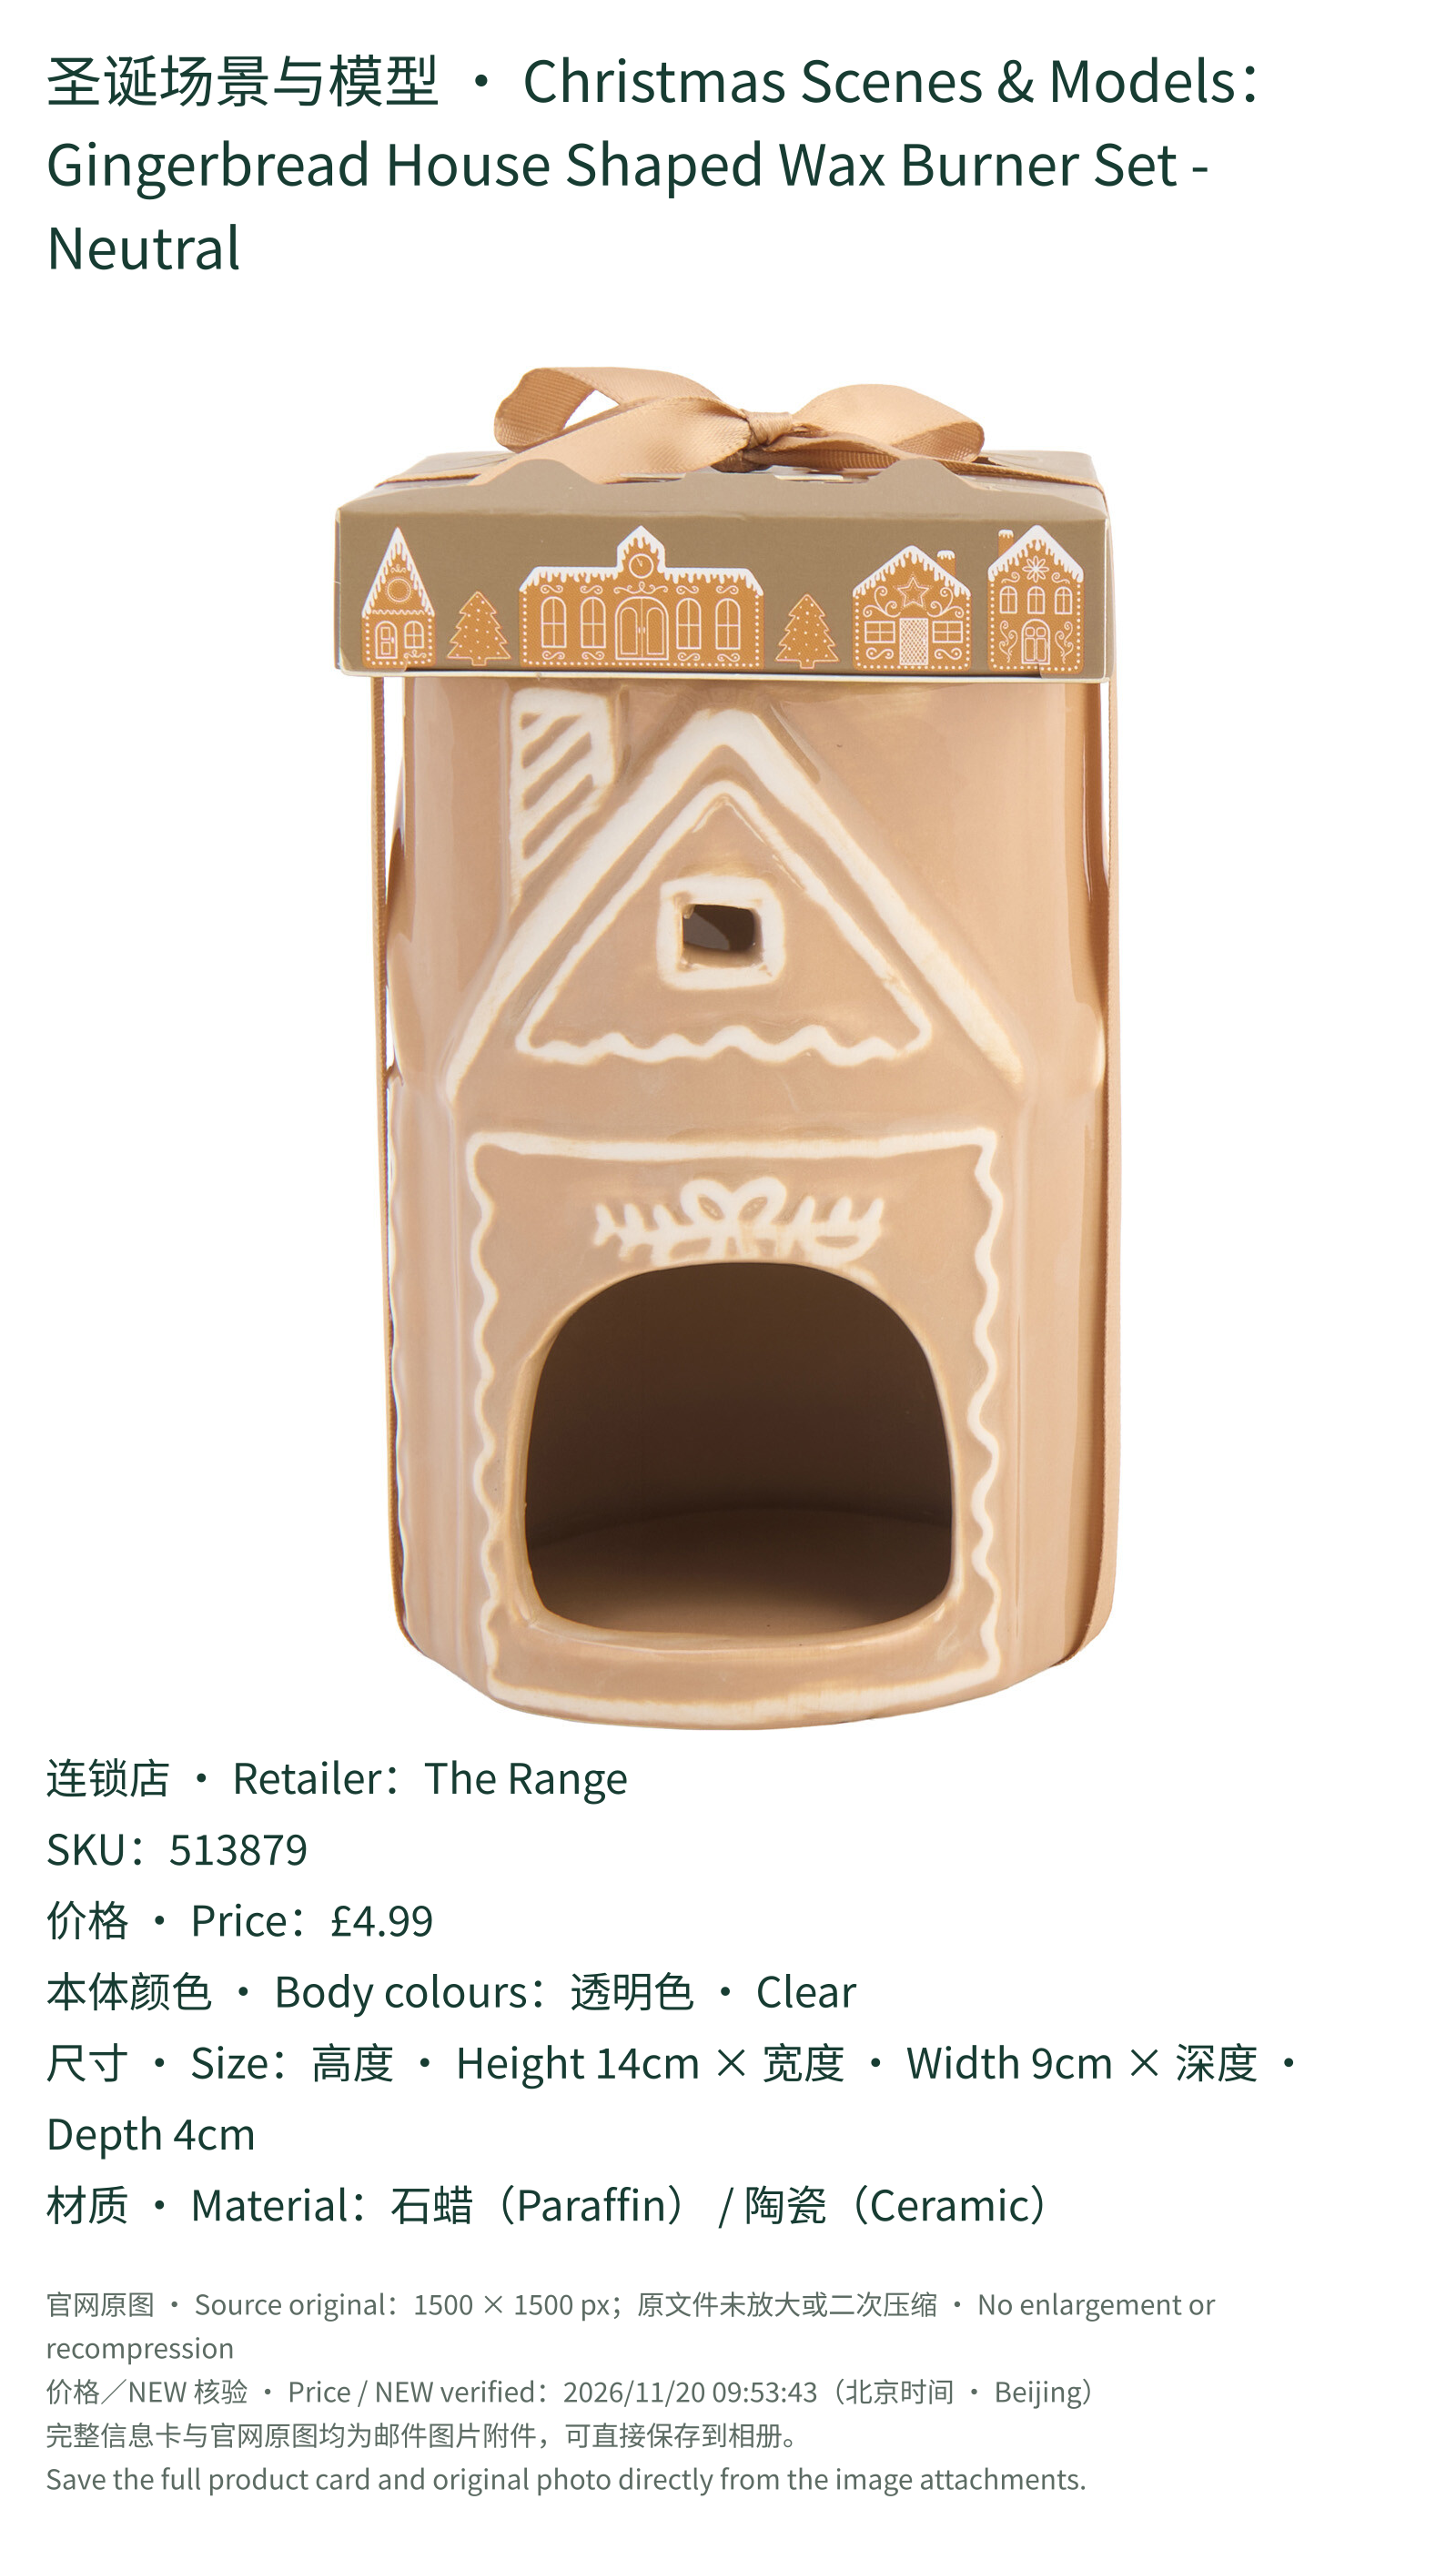 圣诞场景与模型 • Christmas Scenes & Models：
Gingerbread House Shaped Wax Burner Set -
Neutral
连锁店 • Retailer：The Range
SKU：513879
价格 • Price：£4.99
本体颜色 • Body colours：透明色 • Clear
尺寸 • Size：高度 • Height 14cm × 宽度 • Width 9cm × 深度 •
Depth 4cm
材质 • Material：石蜡（Paraffin） / 陶瓷（Ceramic）
官网原图 • Source original：1500 × 1500 px；原文件未放大或二次压缩 • No enlargement or
recompression
价格／NEW 核验 • Price / NEW verified：2026/11/20 09:53:43（北京时间 • Beijing）
完整信息卡与官网原图均为邮件图片附件，可直接保存到相册。
Save the full product card and original photo directly from the image attachments.